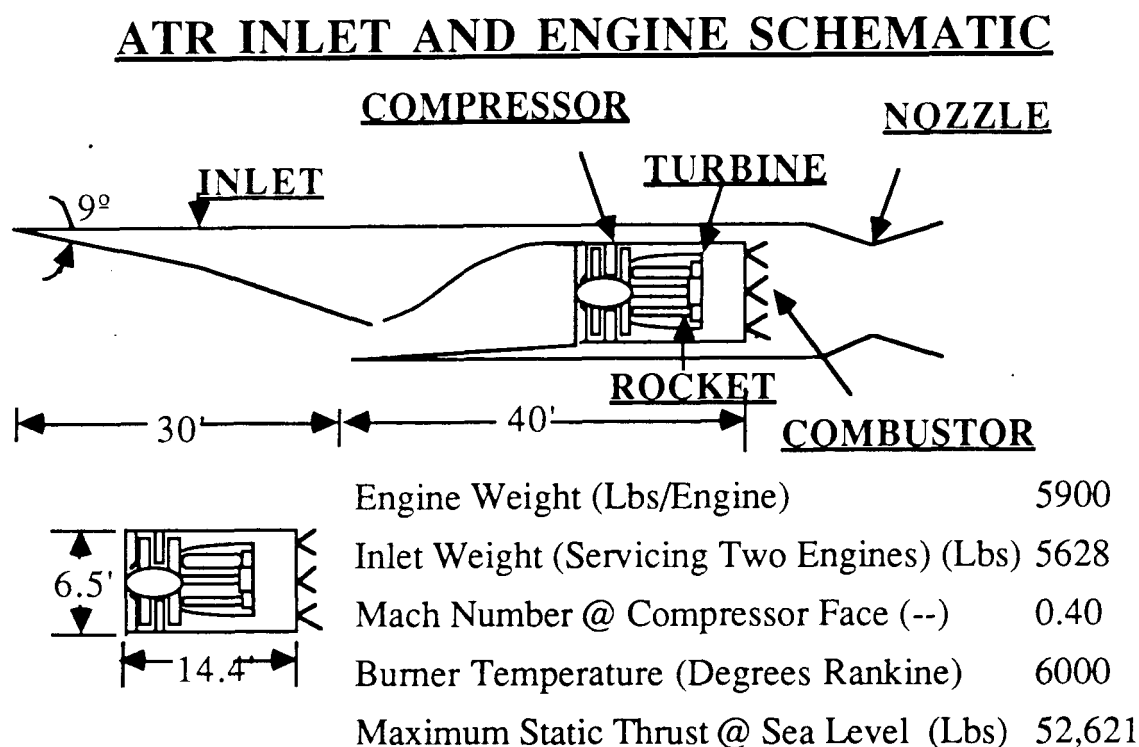 ATR INLET AND ENGINE SCHEMATIC
COMPRESSOR
NOZZLE
TURBINE
INLET
9º
ROCKET
30'
40'
COMBUSTOR
Engine Weight (Lbs/Engine) 5900
Inlet Weight (Servicing Two Engines) (Lbs) 5628
6.5'
Mach Number @ Compressor Face (--) 0.40
14.4'
Burner Temperature (Degrees Rankine) 6000
Maximum Static Thrust @ Sea Level (Lbs) 52,621